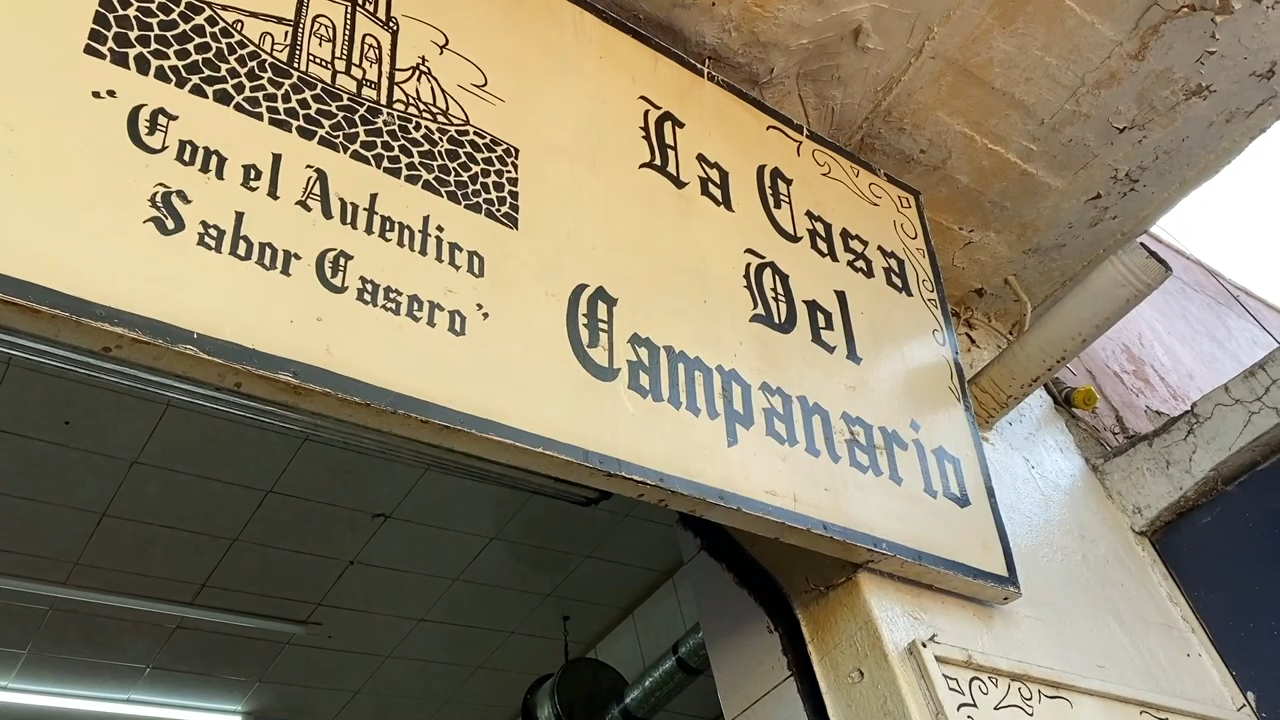 "Con el Autentico
Sabor Casero"
La Casa
Del
Campanario